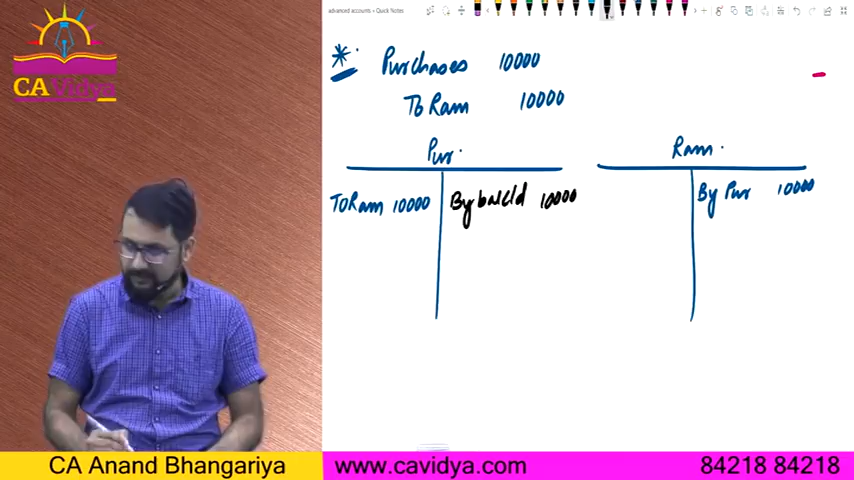 advanced accounts » Quick Notes
CA Vidya
Purchases 10000
To Ram 10000
Pur.
Ram.
To Ram 10000
By bal c/d 10000
By Pur 10000
CA Anand Bhangariya
www.cavidya.com
84218 84218